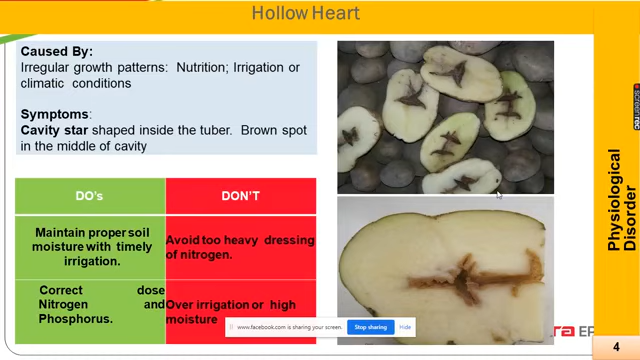 Hollow Heart
Caused By:
Irregular growth patterns: Nutrition; Irrigation or
climatic conditions
Symptoms:
Cavity star shaped inside the tuber. Brown spot
in the middle of cavity
DO's
DON'T
Maintain proper soil
moisture with timely
irrigation.
Avoid too heavy dressing
of nitrogen.
Correct dose
Nitrogen and
Phosphorus.
Over irrigation or high
moisture
www.facebook.com is sharing your screen.
Stop sharing
Hide
Physiological
Disorder
screenrec
4